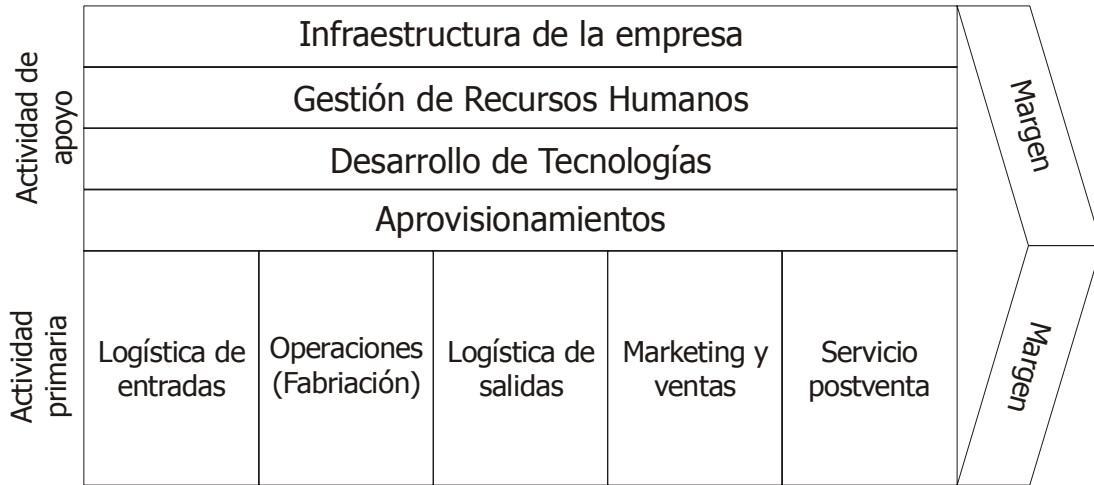 Actividad de
apoyo
Infraestructura de la empresa
Gestión de Recursos Humanos
Desarrollo de Tecnologías
Aprovisionamientos
Margen
Actividad
primaria
Logística de
entradas
Operaciones
(Fabriación)
Logística de
salidas
Marketing y
ventas
Servicio
postventa
Margen